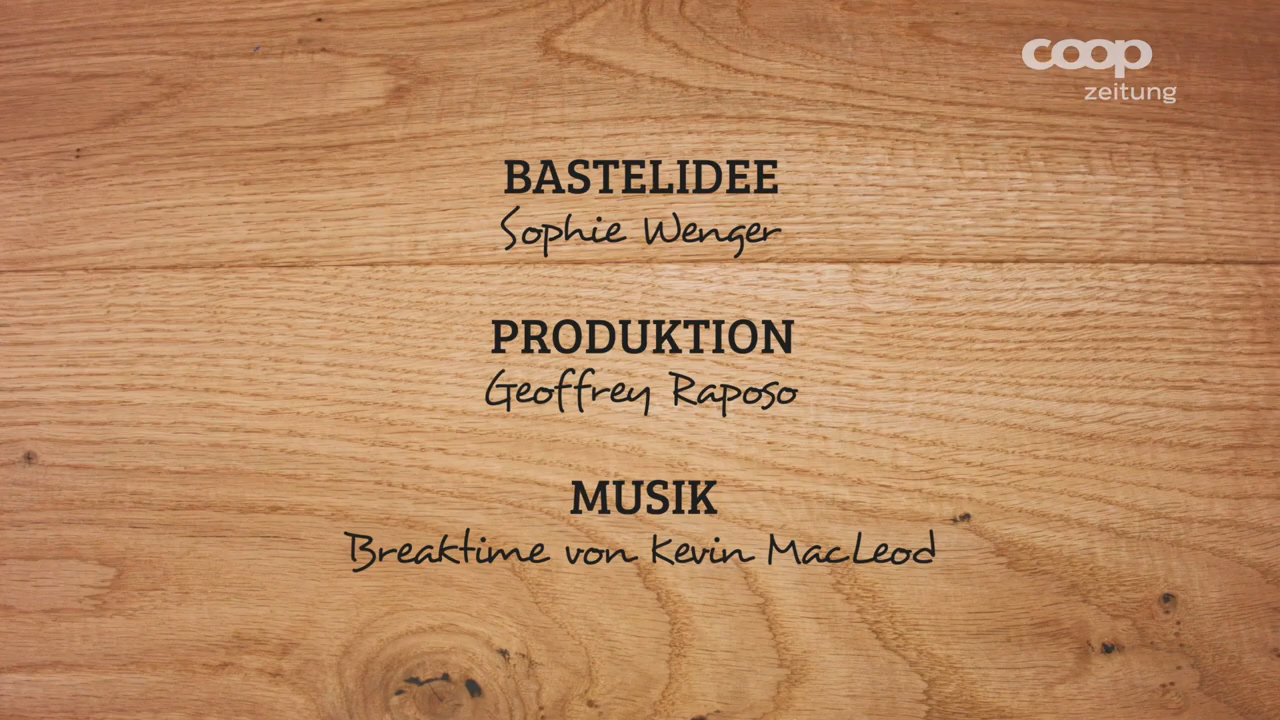 coop
zeitung
BASTELIDEE
Sophie Wenger
PRODUKTION
Geoffrey Raposo
MUSIK
Breaktime von Kevin MacLeod